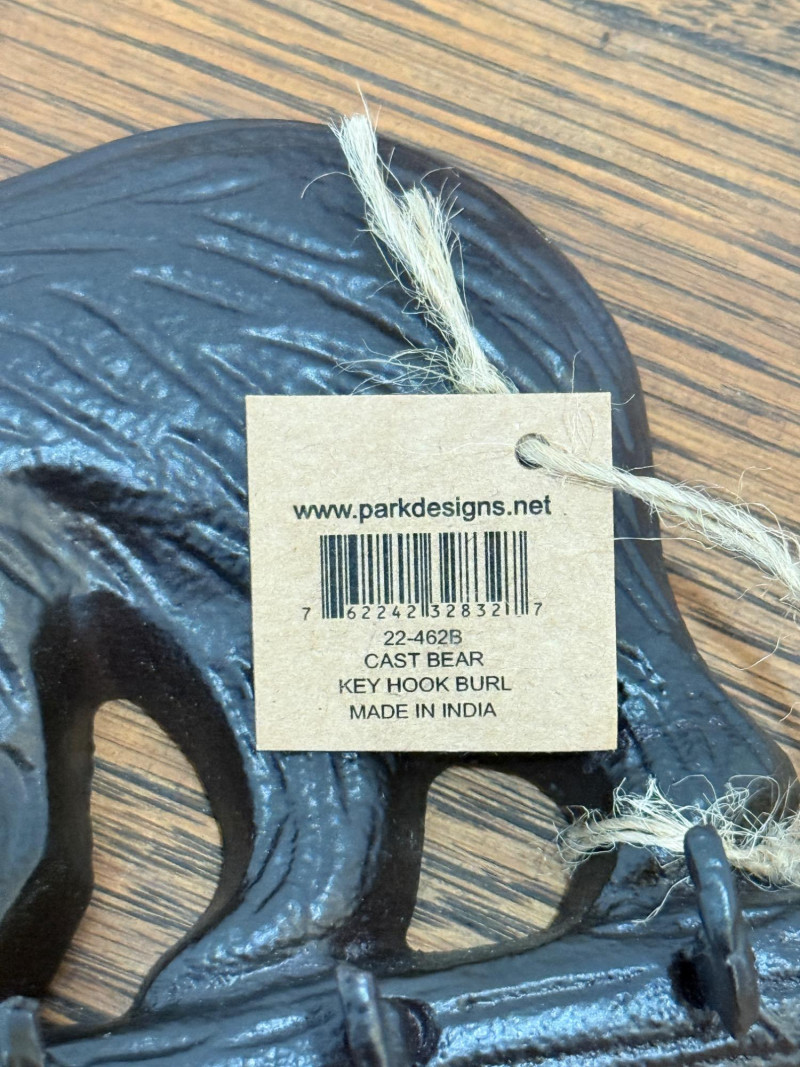 www.parkdesigns.net
7 62242 32832 7
22-462B
CAST BEAR
KEY HOOK BURL
MADE IN INDIA